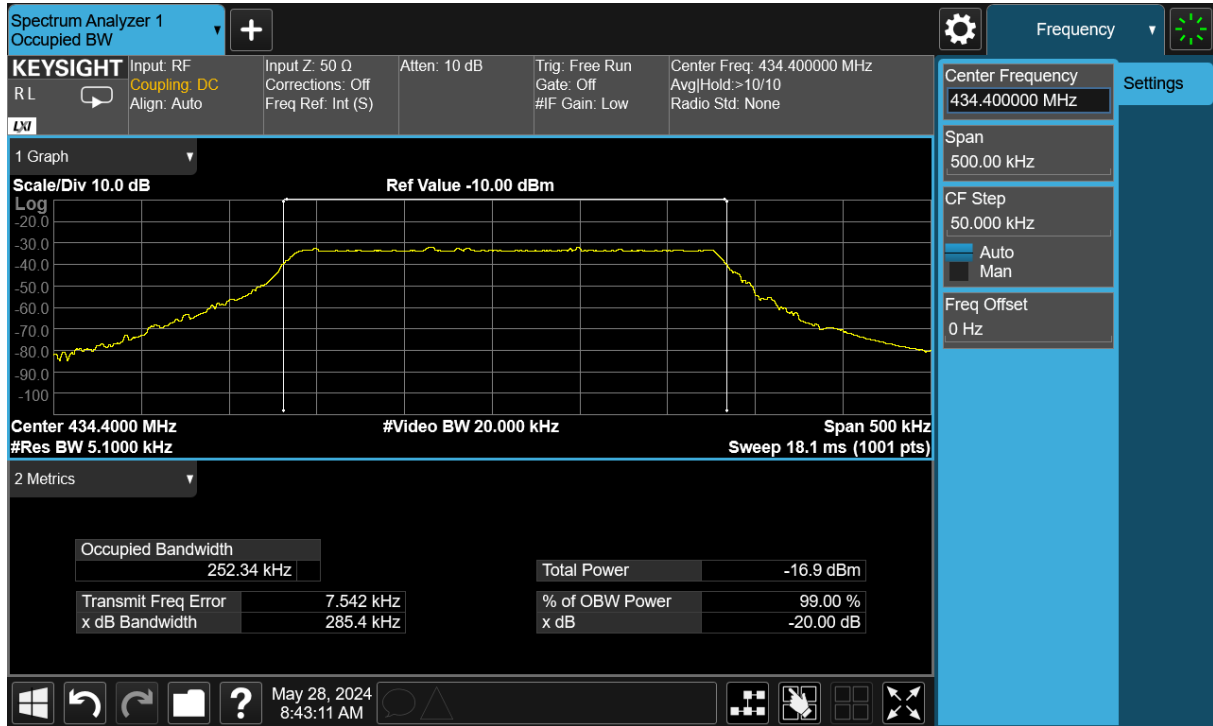 Spectrum Analyzer 1
Occupied BW
+
Frequency
KEYSIGHT
R L
LXI
Input: RF
Coupling: DC
Align: Auto
Input Z: 50 Ω
Corrections: Off
Freq Ref: Int (S)
Atten: 10 dB
Trig: Free Run
Gate: Off
#IF Gain: Low
Center Freq: 434.400000 MHz
Avg|Hold:>10/10
Radio Std: None
Center Frequency
434.400000 MHz
Settings
Span
500.00 kHz
CF Step
50.000 kHz
Auto
Man
Freq Offset
0 Hz
1 Graph
Scale/Div 10.0 dB
Ref Value -10.00 dBm
Log
-20.0
-30.0
-40.0
-50.0
-60.0
-70.0
-80.0
-90.0
-100
Center 434.4000 MHz
#Video BW 20.000 kHz
Span 500 kHz
#Res BW 5.1000 kHz
Sweep 18.1 ms (1001 pts)
2 Metrics
Occupied Bandwidth
252.34 kHz
Total Power -16.9 dBm
Transmit Freq Error 7.542 kHz
% of OBW Power 99.00 %
x dB Bandwidth 285.4 kHz
x dB -20.00 dB
?
May 28, 2024
8:43:11 AM